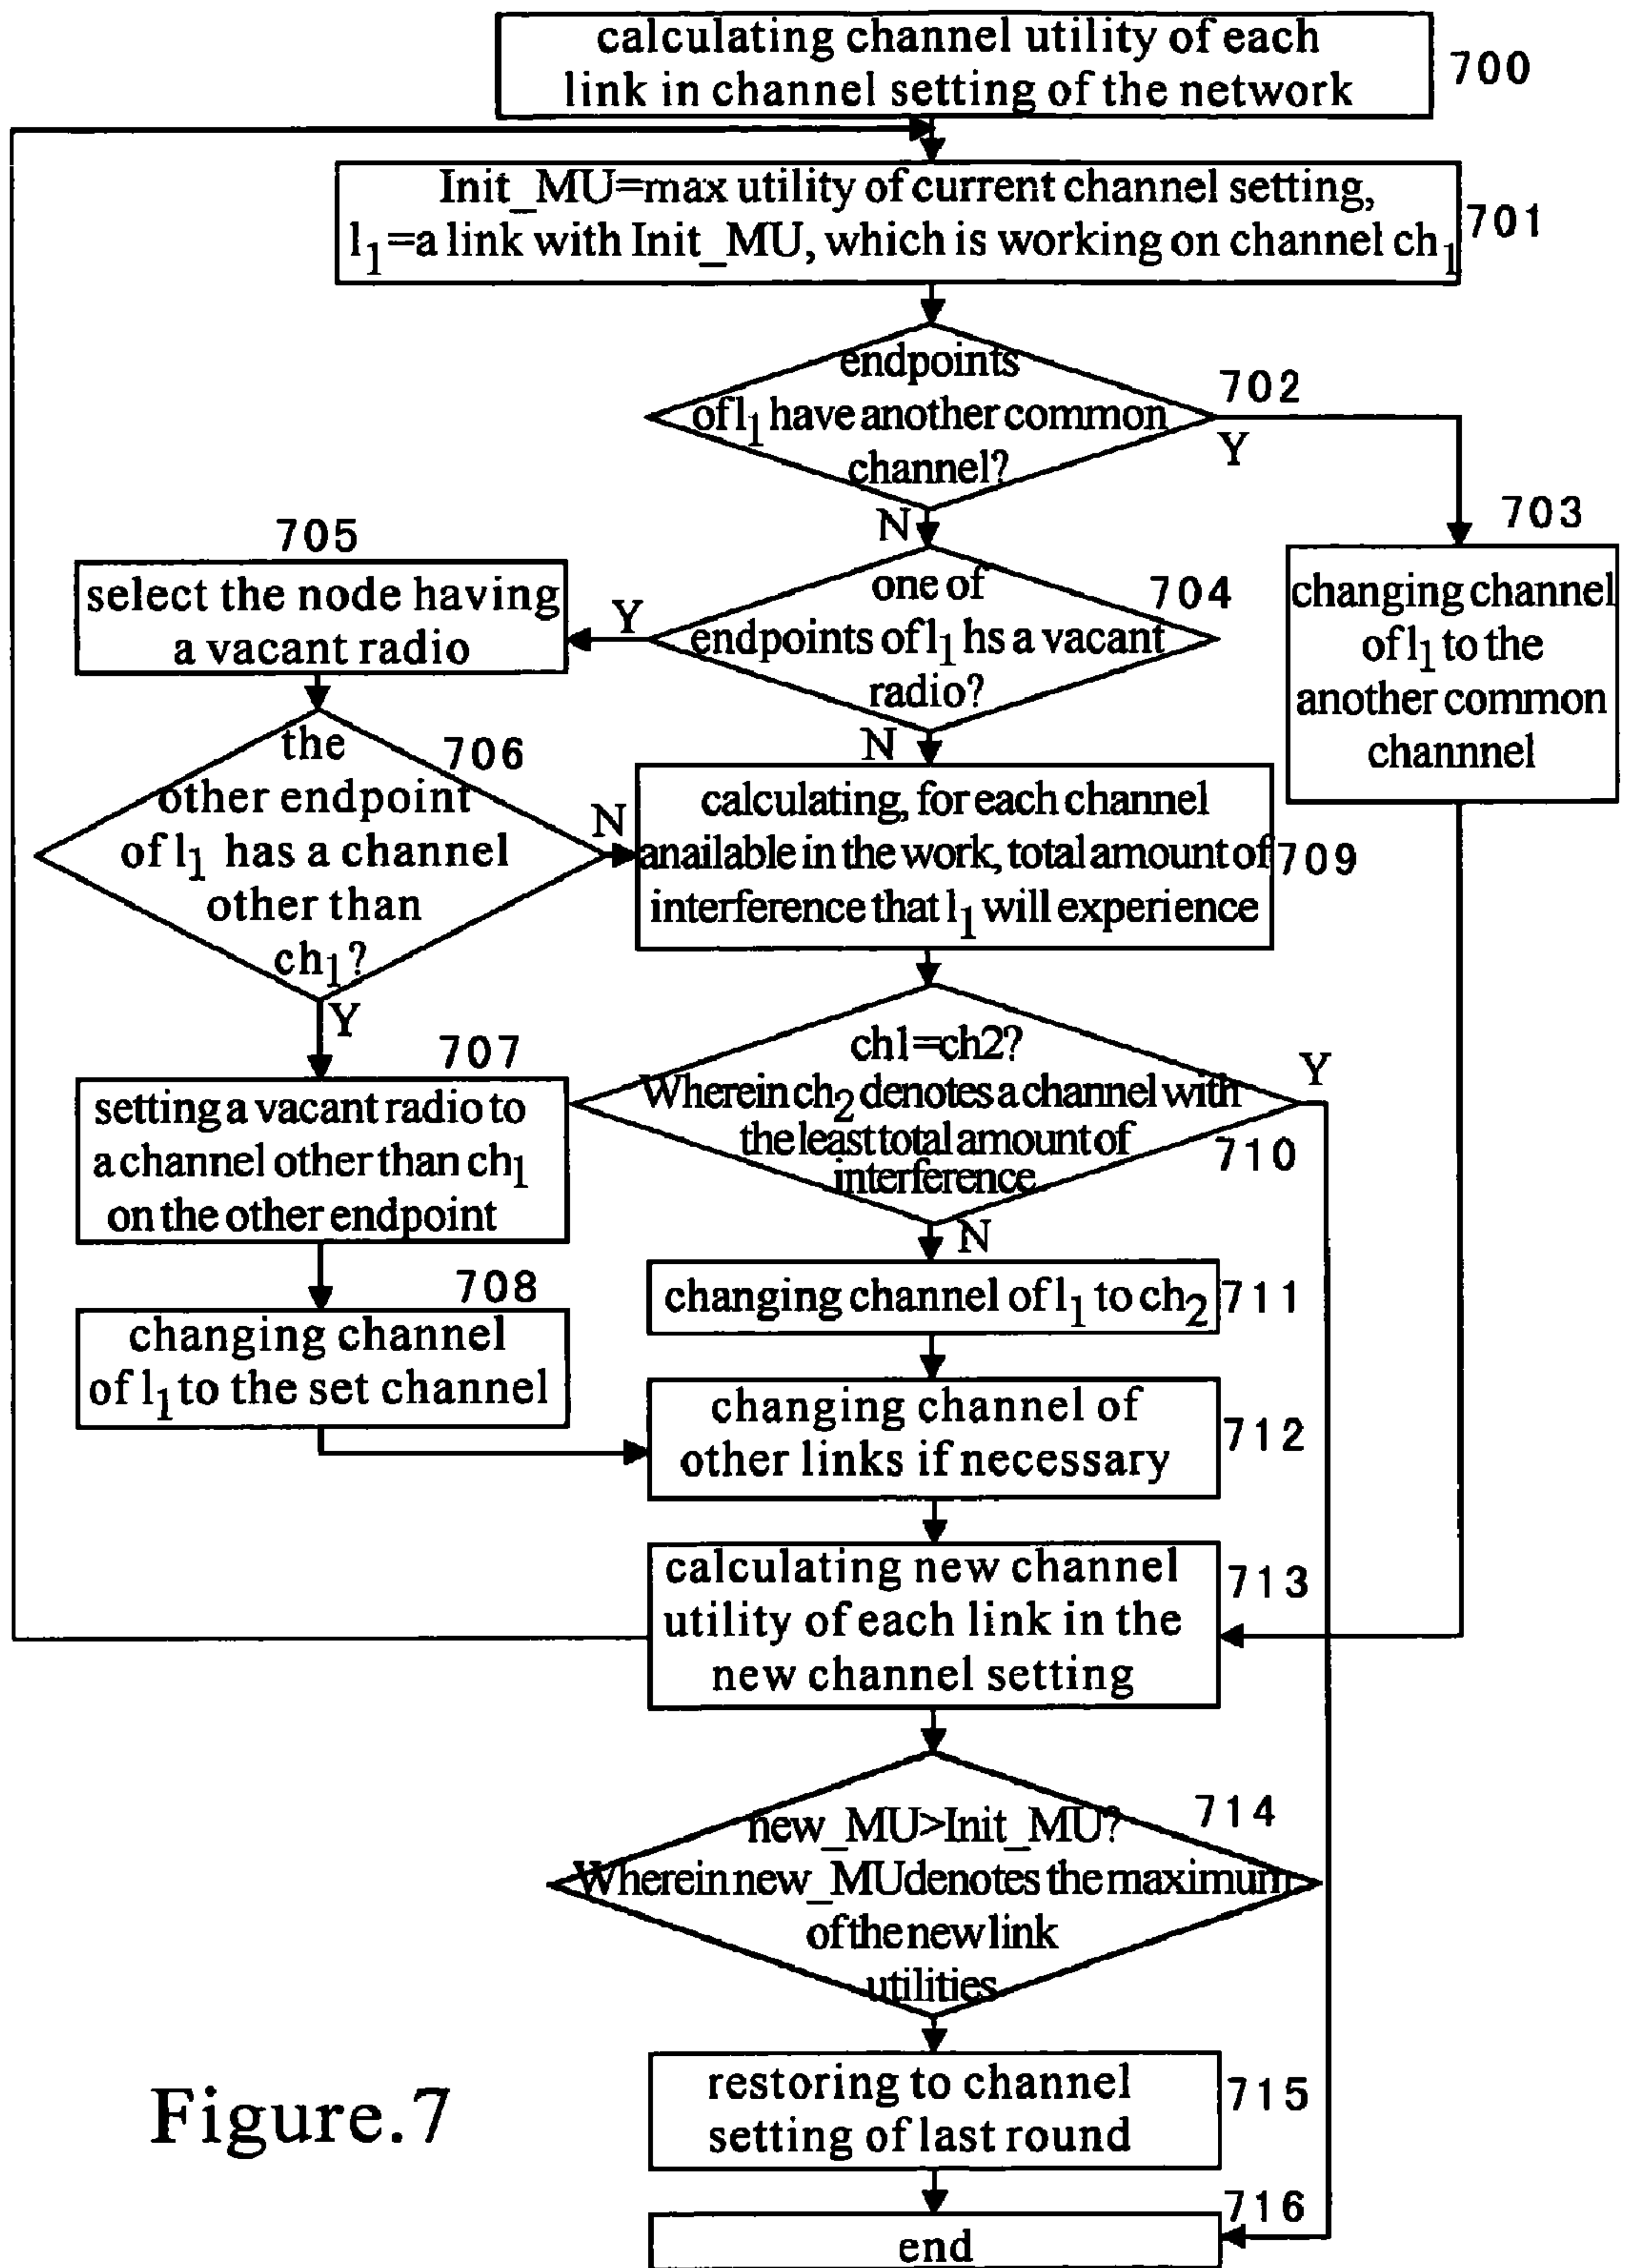 calculating channel utility of each
link in channel setting of the network
700
Init_MU=max utility of current channel setting,
l1=a link with Init_MU, which is working on channel ch1
701
endpoints
of l1 have another common
channel?
702
Y
N
703
changing channel
of l1 to the
another common
channnel
705
select the node having
a vacant radio
Y
one of
endpoints of l1 hs a vacant
radio?
704
N
the
other endpoint
of l1 has a channel
other than
ch1?
706
N
Y
calculating, for each channel
anailable in the work, total amount of
interference that l1 will experience
709
707
setting a vacant radio to
a channel other than ch1
on the other endpoint
ch1=ch2?
Wherein ch2 denotes a channel with
the least total amount of
interference
Y
710
N
708
changing channel
of l1 to the set channel
changing channel of l1 to ch2
711
changing channel of
other links if necessary
712
calculating new channel
utility of each link in the
new channel setting
713
new_MU>Init_MU?
Wherein new_MU denotes the maximum
of the new link
utilities
714
restoring to channel
setting of last round
715
716
end
Figure.7